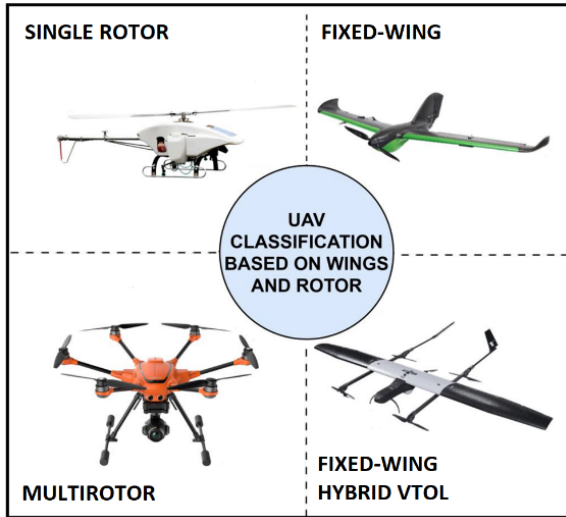 SINGLE ROTOR
FIXED-WING
UAV
CLASSIFICATION
BASED ON WINGS
AND ROTOR
MULTIROTOR
FIXED-WING
HYBRID VTOL